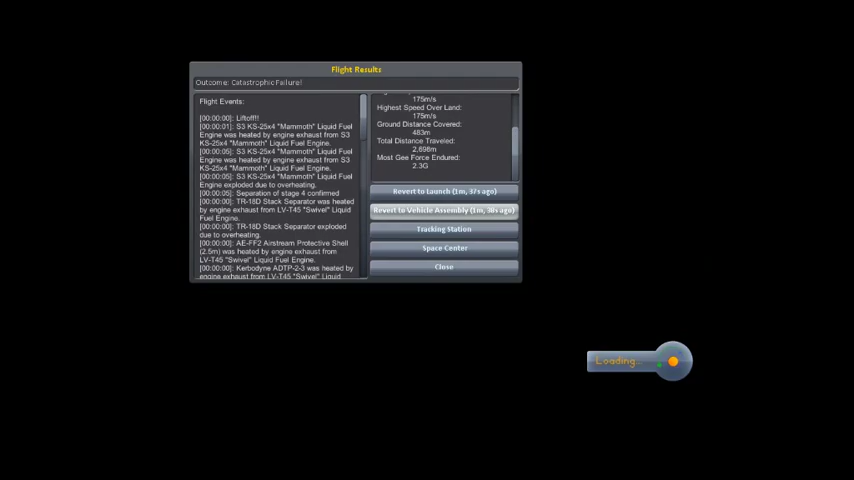 Flight Results
Outcome: Catastrophic Failure!
Flight Events:
[00:00:00]: Liftoff!!!
[00:00:01]: S3 KS-25x4 "Mammoth" Liquid Fuel
Engine was heated by engine exhaust from S3
KS-25x4 "Mammoth" Liquid Fuel Engine.
[00:00:05]: S3 KS-25x4 "Mammoth" Liquid Fuel
Engine was heated by engine exhaust from S3
KS-25x4 "Mammoth" Liquid Fuel Engine.
[00:00:05]: S3 KS-25x4 "Mammoth" Liquid Fuel
Engine exploded due to overheating.
[00:00:05]: Separation of stage 4 confirmed
[00:00:00]: TR-18D Stack Separator was heated
by engine exhaust from LV-T45 "Swivel" Liquid
Fuel Engine.
[00:00:00]: TR-18D Stack Separator exploded
due to overheating.
[00:00:00]: AE-FF2 Airstream Protective Shell
(2.5m) was heated by engine exhaust from
LV-T45 "Swivel" Liquid Fuel Engine.
[00:00:00]: Kerbodyne ADTP-2-3 was heated by
engine exhaust from LV-T45 "Swivel" Liquid
175m/s
Highest Speed Over Land:
175m/s
Ground Distance Covered:
483m
Total Distance Traveled:
2,698m
Most Gee Force Endured:
2.3G
Revert to Launch (1m, 37s ago)
Revert to Vehicle Assembly (1m, 38s ago)
Tracking Station
Space Center
Close
Loading...